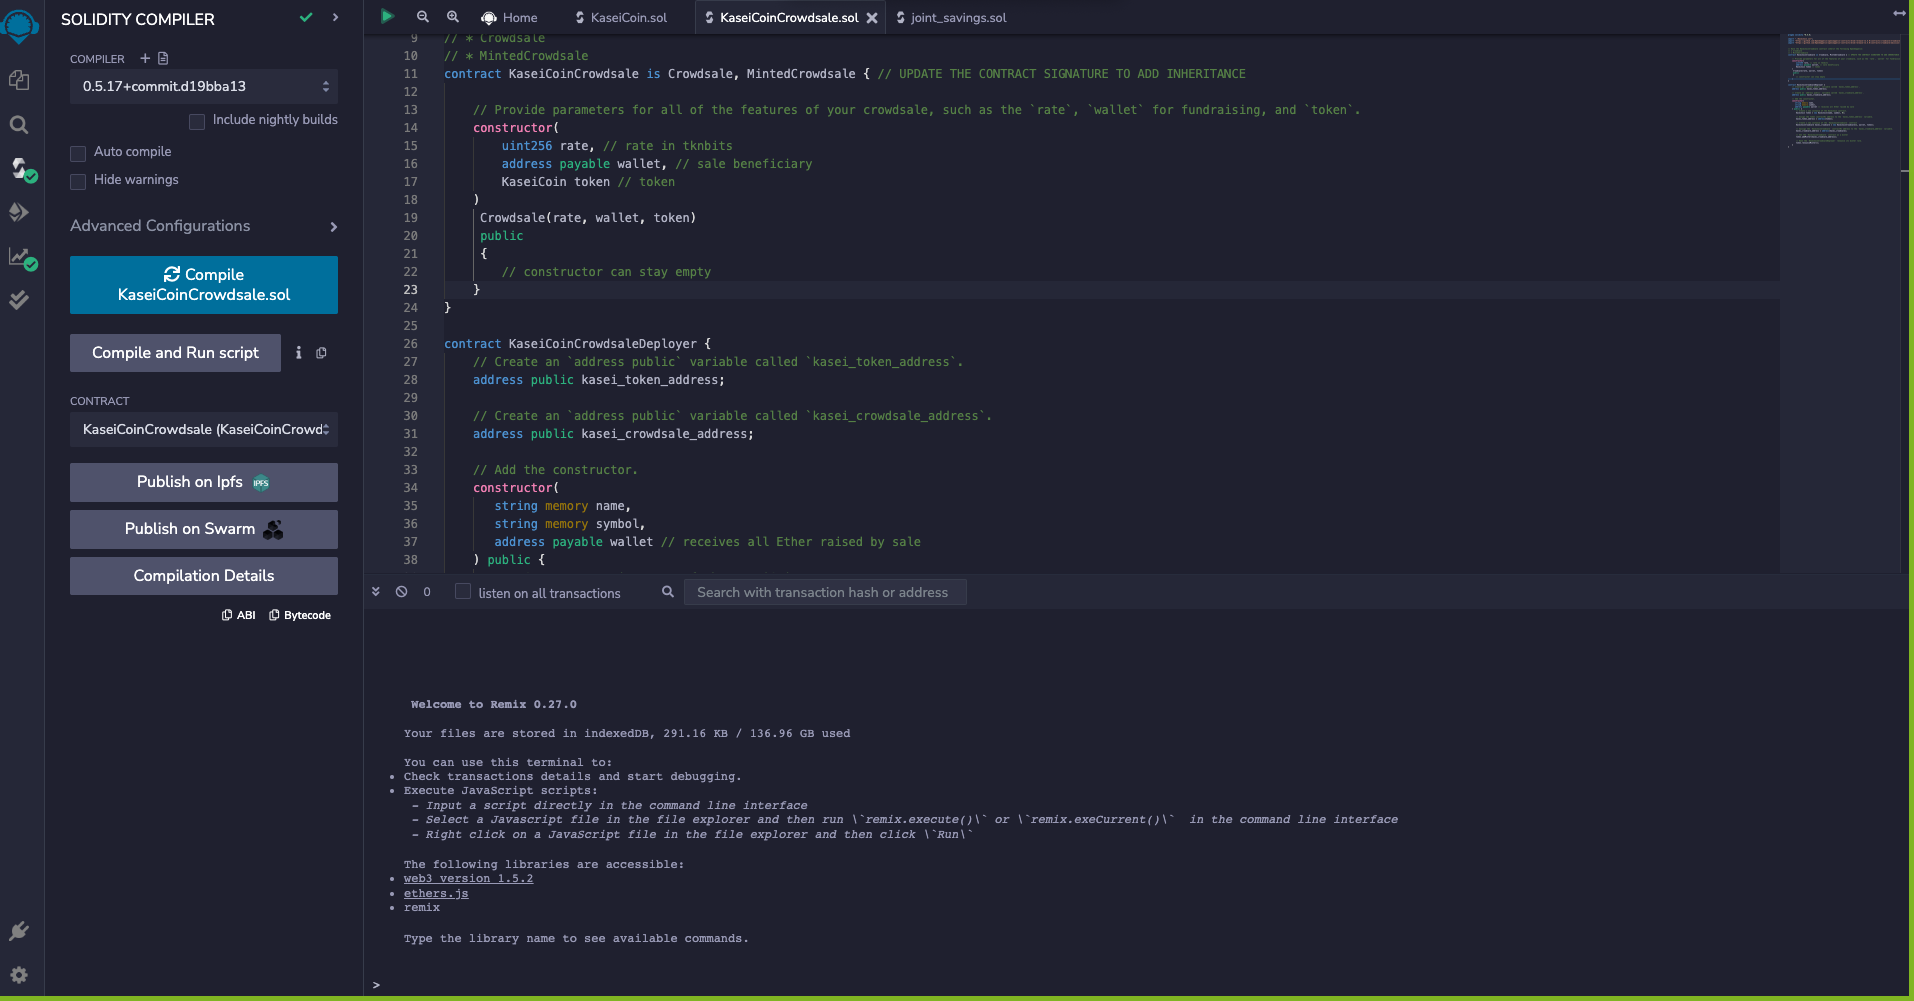 SOLIDITY COMPILER
COMPILER
0.5.17+commit.d19bba13
Include nightly builds
Auto compile
Hide warnings
Advanced Configurations
Compile
KaseiCoinCrowdsale.sol
Compile and Run script
CONTRACT
KaseiCoinCrowdsale (KaseiCoinCrowd
Publish on Ipfs IPFS
Publish on Swarm
Compilation Details
ABI Bytecode
Home KaseiCoin.sol KaseiCoinCrowdsale.sol joint_savings.sol
9 // * Crowdsale
10 // * MintedCrowdsale
11 contract KaseiCoinCrowdsale is Crowdsale, MintedCrowdsale { // UPDATE THE CONTRACT SIGNATURE TO ADD INHERITANCE
12
13 // Provide parameters for all of the features of your crowdsale, such as the `rate`, `wallet` for fundraising, and `token`.
14 constructor(
15 uint256 rate, // rate in tknbits
16 address payable wallet, // sale beneficiary
17 KaseiCoin token // token
18 )
19 Crowdsale(rate, wallet, token)
20 public
21 {
22 // constructor can stay empty
23 }
24 }
25
26 contract KaseiCoinCrowdsaleDeployer {
27 // Create an `address public` variable called `kasei_token_address`.
28 address public kasei_token_address;
29
30 // Create an `address public` variable called `kasei_crowdsale_address`.
31 address public kasei_crowdsale_address;
32
33 // Add the constructor.
34 constructor(
35 string memory name,
36 string memory symbol,
37 address payable wallet // receives all Ether raised by sale
38 ) public {
0 listen on all transactions Search with transaction hash or address
Welcome to Remix 0.27.0
Your files are stored in indexedDB, 291.16 KB / 136.96 GB used
You can use this terminal to:
• Check transactions details and start debugging.
• Execute JavaScript scripts:
- Input a script directly in the command line interface
- Select a Javascript file in the file explorer and then run \`remix.execute()\` or \`remix.exeCurrent()\` in the command line interface
- Right click on a JavaScript file in the file explorer and then click \`Run\`
The following libraries are accessible:
• web3 version 1.5.2
• ethers.js
• remix
Type the library name to see available commands.
>